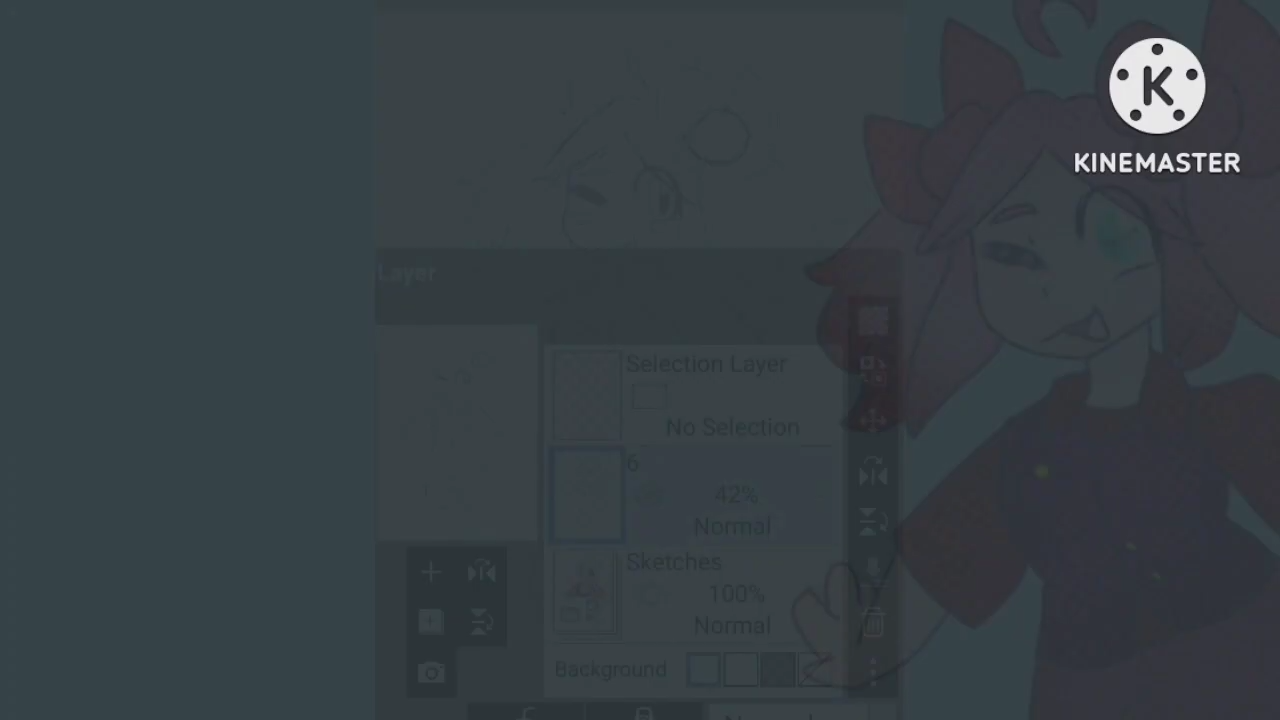 K
KINEMASTER
Layer
Selection Layer
No Selection
6
42%
Normal
Sketches
100%
Normal
Background